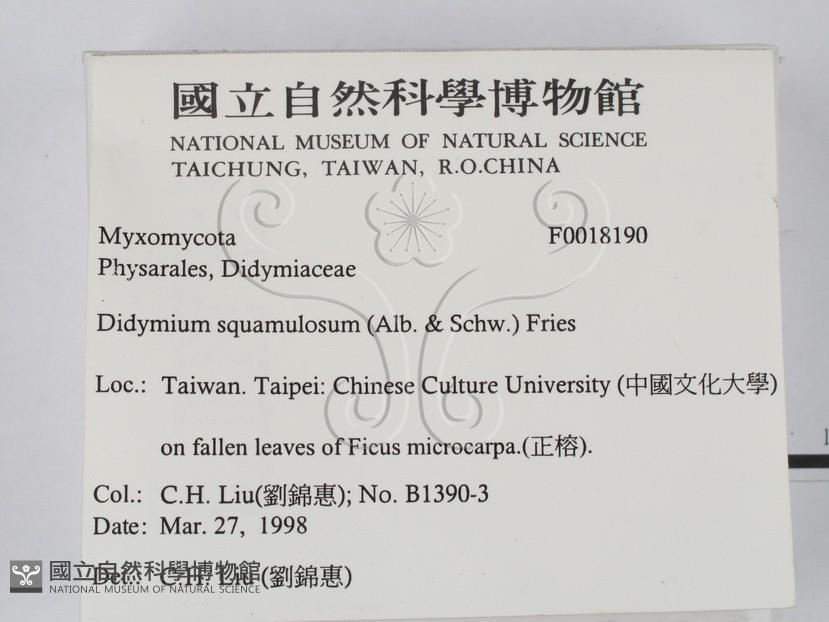 國立自然科學博物館
NATIONAL MUSEUM OF NATURAL SCIENCE
TAICHUNG, TAIWAN, R.O.CHINA
Myxomycota F0018190
Physarales, Didymiaceae
Didymium squamulosum (Alb. & Schw.) Fries
Loc.: Taiwan. Taipei: Chinese Culture University (中國文化大學)
on fallen leaves of Ficus microcarpa.(正榕).
Col.: C.H. Liu(劉錦惠); No. B1390-3
Date: Mar. 27, 1998
Det.: C.H. Liu (劉錦惠)
國立自然科學博物館
NATIONAL MUSEUM OF NATURAL SCIENCE